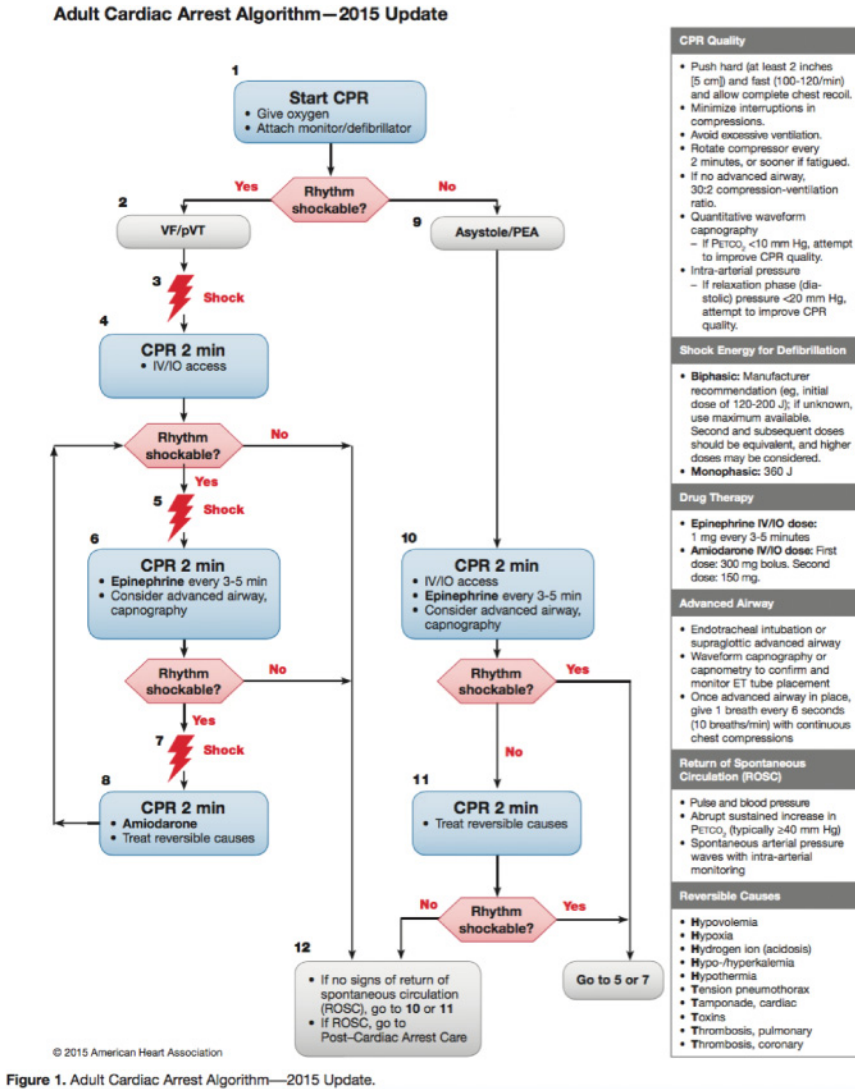 Adult Cardiac Arrest Algorithm—2015 Update
1
Start CPR
• Give oxygen
• Attach monitor/defibrillator
Yes
Rhythm
shockable?
No
2
VF/pVT
9
Asystole/PEA
3
Shock
4
CPR 2 min
• IV/IO access
Rhythm
shockable?
No
Yes
5
Shock
6
CPR 2 min
• Epinephrine every 3-5 min
• Consider advanced airway,
capnography
Rhythm
shockable?
No
Yes
7
Shock
8
CPR 2 min
• Amiodarone
• Treat reversible causes
10
CPR 2 min
• IV/IO access
• Epinephrine every 3-5 min
• Consider advanced airway,
capnography
Rhythm
shockable?
Yes
No
11
CPR 2 min
• Treat reversible causes
No
Rhythm
shockable?
Yes
12
• If no signs of return of
spontaneous circulation
(ROSC), go to 10 or 11
• If ROSC, go to
Post–Cardiac Arrest Care
Go to 5 or 7
CPR Quality
• Push hard (at least 2 inches
[5 cm]) and fast (100-120/min)
and allow complete chest recoil.
• Minimize interruptions in
compressions.
• Avoid excessive ventilation.
• Rotate compressor every
2 minutes, or sooner if fatigued.
• If no advanced airway,
30:2 compression-ventilation
ratio.
• Quantitative waveform
capnography
– If PETCO₂ <10 mm Hg, attempt
to improve CPR quality.
• Intra-arterial pressure
– If relaxation phase (dia-
stolic) pressure <20 mm Hg,
attempt to improve CPR
quality.
Shock Energy for Defibrillation
• Biphasic: Manufacturer
recommendation (eg, initial
dose of 120-200 J); if unknown,
use maximum available.
Second and subsequent doses
should be equivalent, and higher
doses may be considered.
• Monophasic: 360 J
Drug Therapy
• Epinephrine IV/IO dose:
1 mg every 3-5 minutes
• Amiodarone IV/IO dose: First
dose: 300 mg bolus. Second
dose: 150 mg.
Advanced Airway
• Endotracheal intubation or
supraglottic advanced airway
• Waveform capnography or
capnometry to confirm and
monitor ET tube placement
• Once advanced airway in place,
give 1 breath every 6 seconds
(10 breaths/min) with continuous
chest compressions
Return of Spontaneous
Circulation (ROSC)
• Pulse and blood pressure
• Abrupt sustained increase in
PETCO₂ (typically ≥40 mm Hg)
• Spontaneous arterial pressure
waves with intra-arterial
monitoring
Reversible Causes
• Hypovolemia
• Hypoxia
• Hydrogen ion (acidosis)
• Hypo-/hyperkalemia
• Hypothermia
• Tension pneumothorax
• Tamponade, cardiac
• Toxins
• Thrombosis, pulmonary
• Thrombosis, coronary
© 2015 American Heart Association
Figure 1. Adult Cardiac Arrest Algorithm—2015 Update.